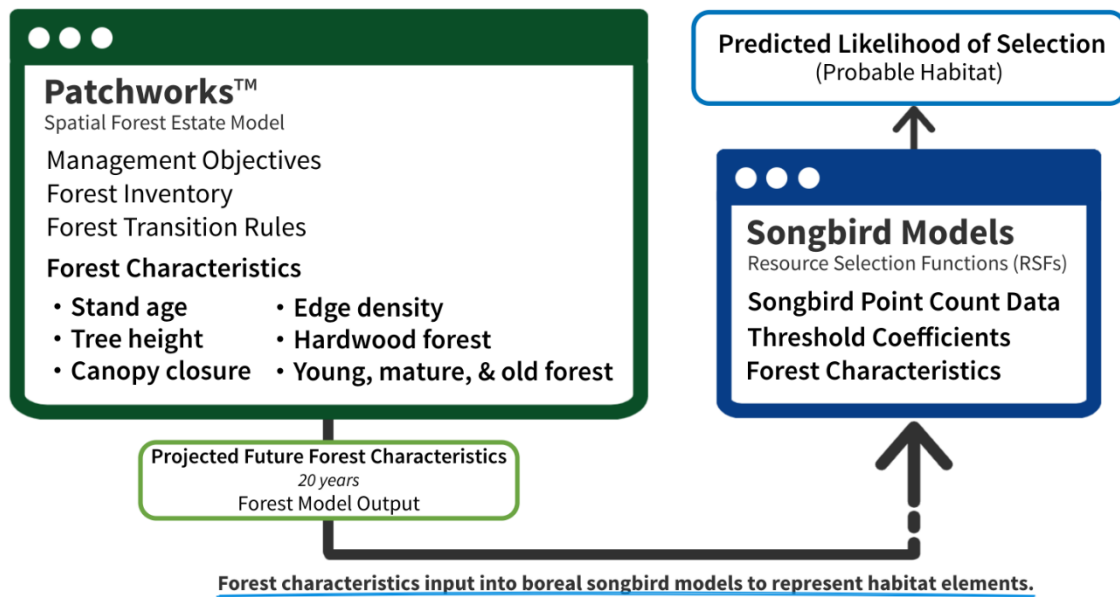 Patchworks™
Spatial Forest Estate Model
Management Objectives
Forest Inventory
Forest Transition Rules
Forest Characteristics
• Stand age
• Tree height
• Canopy closure
• Edge density
• Hardwood forest
• Young, mature, & old forest
Projected Future Forest Characteristics
20 years
Forest Model Output
Predicted Likelihood of Selection
(Probable Habitat)
Songbird Models
Resource Selection Functions (RSFs)
Songbird Point Count Data
Threshold Coefficients
Forest Characteristics
Forest characteristics input into boreal songbird models to represent habitat elements.